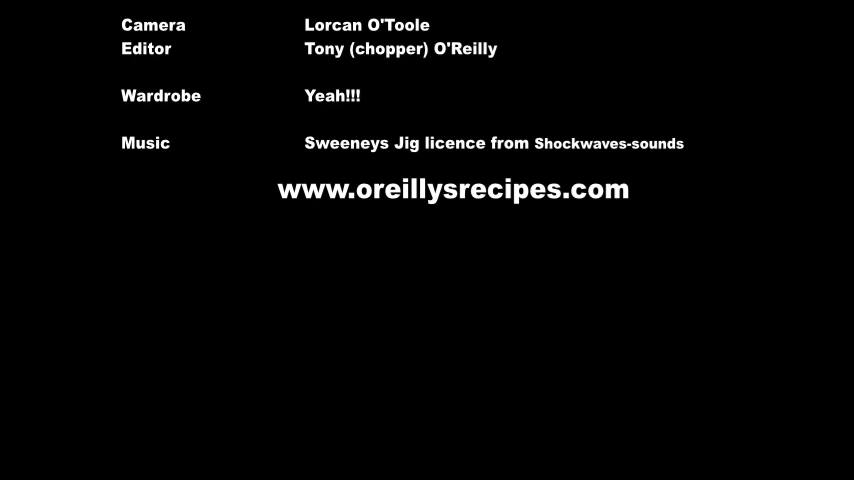 Camera Lorcan O'Toole
Editor Tony (chopper) O'Reilly
Wardrobe Yeah!!!
Music Sweeneys Jig licence from Shockwaves-sounds
www.oreillysrecipes.com